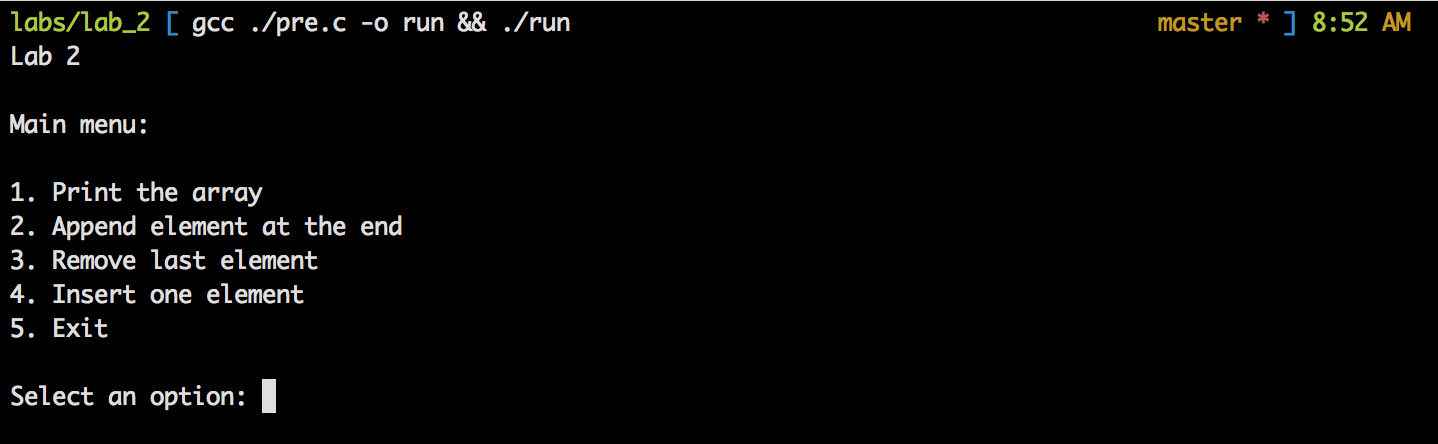 labs/lab_2 [ gcc ./pre.c -o run && ./run master * ] 8:52 AM
Lab 2
Main menu:
1. Print the array
2. Append element at the end
3. Remove last element
4. Insert one element
5. Exit
Select an option: